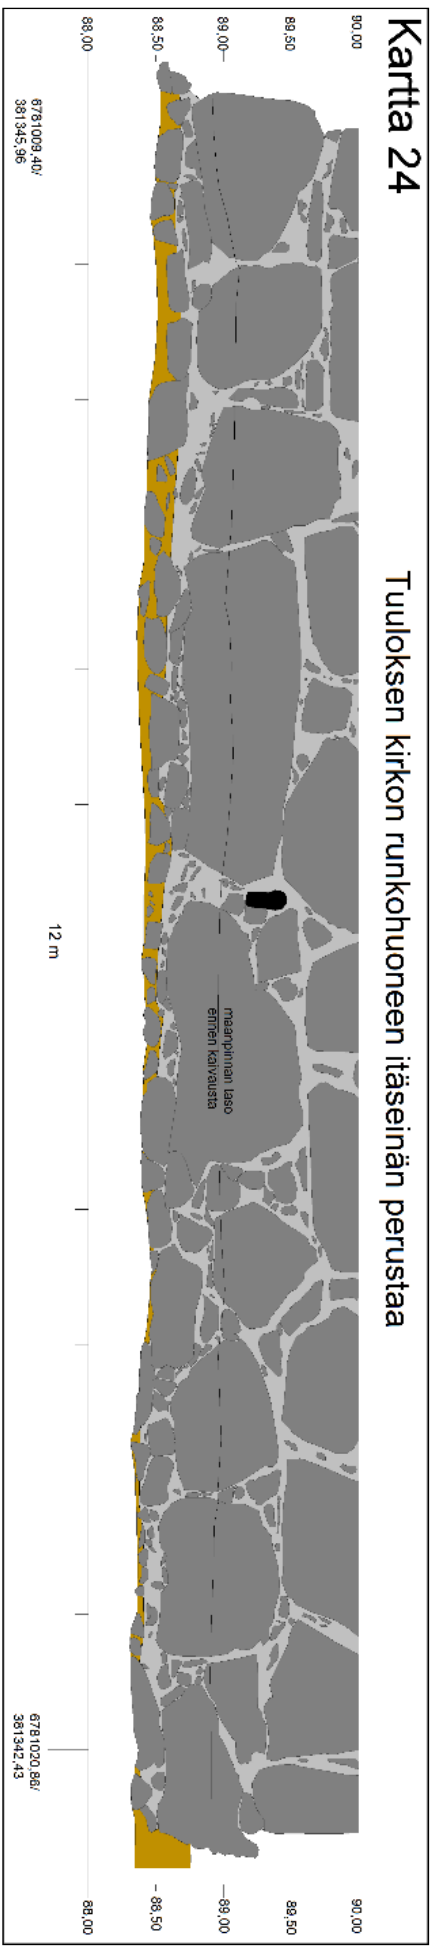 Kartta 24
Tuuloksen kirkon runkohuoneen itäseinän perustaa
90,00
89,50
89,00
88,50
88,00
90,00
89,50
89,00
88,50
88,00
maanpinnan taso
ennen kaivausta
12 m
6781009,40/
381345,96
6781020,86/
381342,43